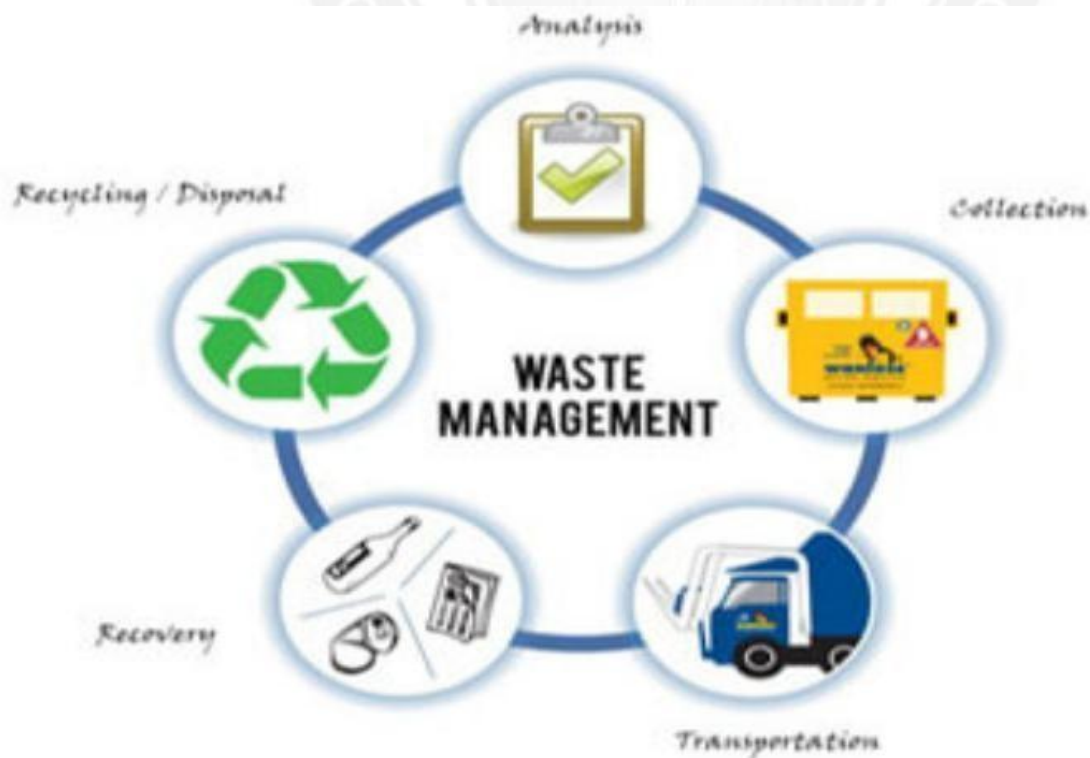 Analysis
Recycling / Disposal
Collection
WASTE
MANAGEMENT
Recovery
Transportation